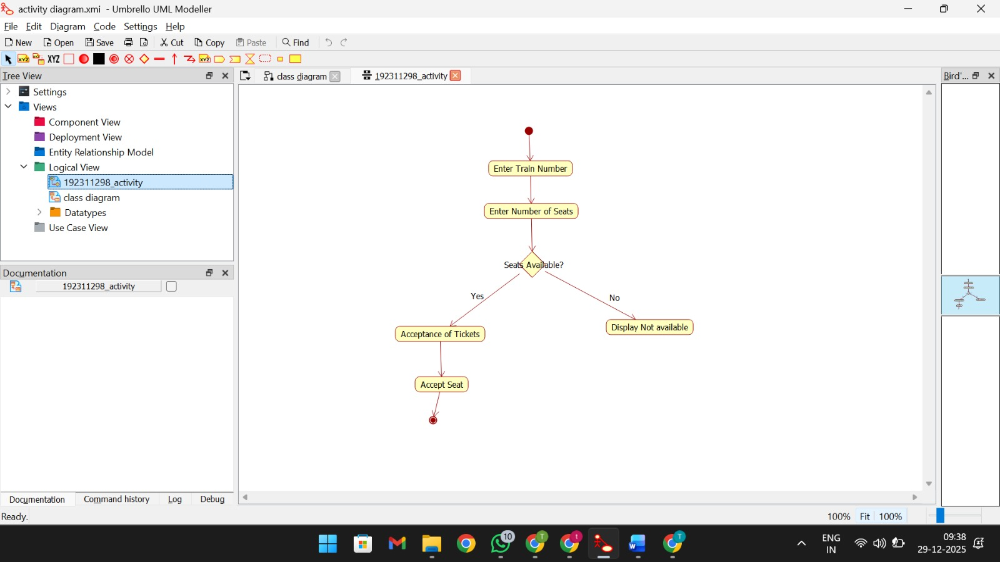 activity diagram.xmi - Umbrello UML Modeller
File Edit Diagram Code Settings Help
New Open Save Cut Copy Paste Find
XYZ XYZ XYZ XYZ
Tree View
Settings
Views
Component View
Deployment View
Entity Relationship Model
Logical View
192311298_activity
class diagram
Datatypes
Use Case View
Documentation
192311298_activity
Documentation Command history Log Debug
class diagram 192311298_activity
Enter Train Number
Enter Number of Seats
Seats Available?
Yes No
Display Not available
Acceptance of Tickets
Accept Seat
Bird'...
Ready.
100% Fit 100%
10 T t T
W
ENG
IN
09:38
29-12-2025